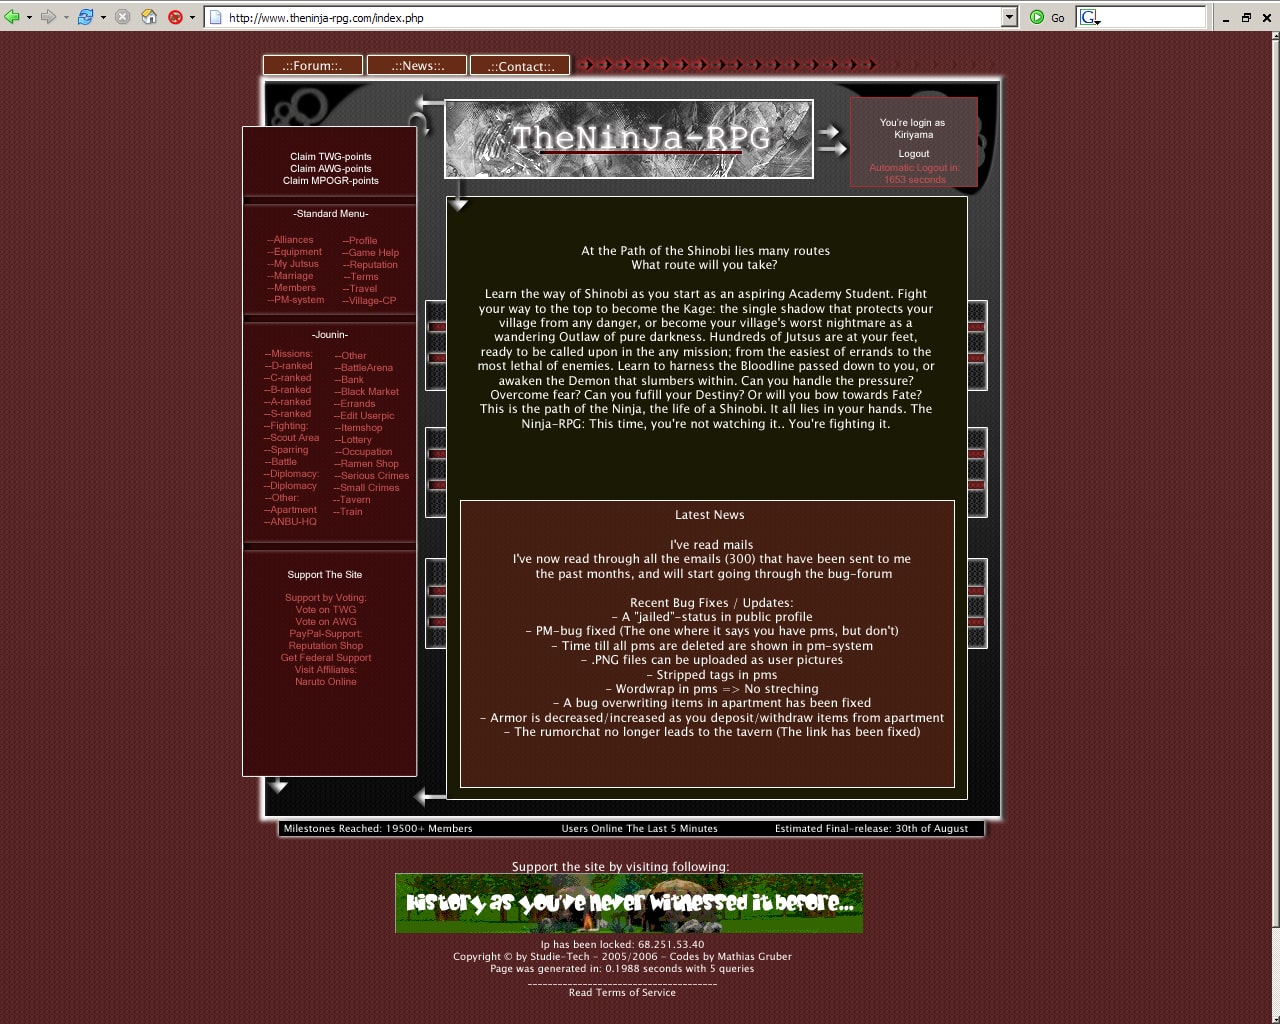 http://www.theninja-rpg.com/index.php
Go
G
.::Forum::.
.::News::.
.::Contact::.
TheNinJa-RPG
You're login as
Kiriyama
Logout
Automatic Logout in:
1653 seconds
Claim TWG-points
Claim AWG-points
Claim MPOGR-points
-Standard Menu-
--Alliances
--Equipment
--My Jutsus
--Marriage
--Members
--PM-system
--Profile
--Game Help
--Reputation
--Terms
--Travel
--Village-CP
-Jounin-
--Missions:
--D-ranked
--C-ranked
--B-ranked
--A-ranked
--S-ranked
--Fighting:
--Scout Area
--Sparring
--Battle
--Diplomacy:
--Diplomacy
--Other:
--Apartment
--ANBU-HQ
--Other
--BattleArena
--Bank
--Black Market
--Errands
--Edit Userpic
--Itemshop
--Lottery
--Occupation
--Ramen Shop
--Serious Crimes
--Small Crimes
--Tavern
--Train
Support The Site
Support by Voting:
Vote on TWG
Vote on AWG
PayPal-Support:
Reputation Shop
Get Federal Support
Visit Affiliates:
Naruto Online
At the Path of the Shinobi lies many routes
What route will you take?
Learn the way of Shinobi as you start as an aspiring Academy Student. Fight
your way to the top to become the Kage: the single shadow that protects your
village from any danger, or become your village's worst nightmare as a
wandering Outlaw of pure darkness. Hundreds of Jutsus are at your feet,
ready to be called upon in the any mission; from the easiest of errands to the
most lethal of enemies. Learn to harness the Bloodline passed down to you, or
awaken the Demon that slumbers within. Can you handle the pressure?
Overcome fear? Can you fufill your Destiny? Or will you bow towards Fate?
This is the path of the Ninja, the life of a Shinobi. It all lies in your hands. The
Ninja-RPG: This time, you're not watching it.. You're fighting it.
Latest News
I've read mails
I've now read through all the emails (300) that have been sent to me
the past months, and will start going through the bug-forum
Recent Bug Fixes / Updates:
- A "jailed"-status in public profile
- PM-bug fixed (The one where it says you have pms, but don't)
- Time till all pms are deleted are shown in pm-system
- .PNG files can be uploaded as user pictures
- Stripped tags in pms
- Wordwrap in pms => No streching
- A bug overwriting items in apartment has been fixed
- Armor is decreased/increased as you deposit/withdraw items from apartment
- The rumorchat no longer leads to the tavern (The link has been fixed)
Milestones Reached: 19500+ Members
Users Online The Last 5 Minutes
Estimated Final-release: 30th of August
Support the site by visiting following:
History as you've never witnessed it before...
Ip has been locked: 68.251.53.40
Copyright © by Studie-Tech - 2005/2006 - Codes by Mathias Gruber
Page was generated in: 0.1988 seconds with 5 queries
Read Terms of Service